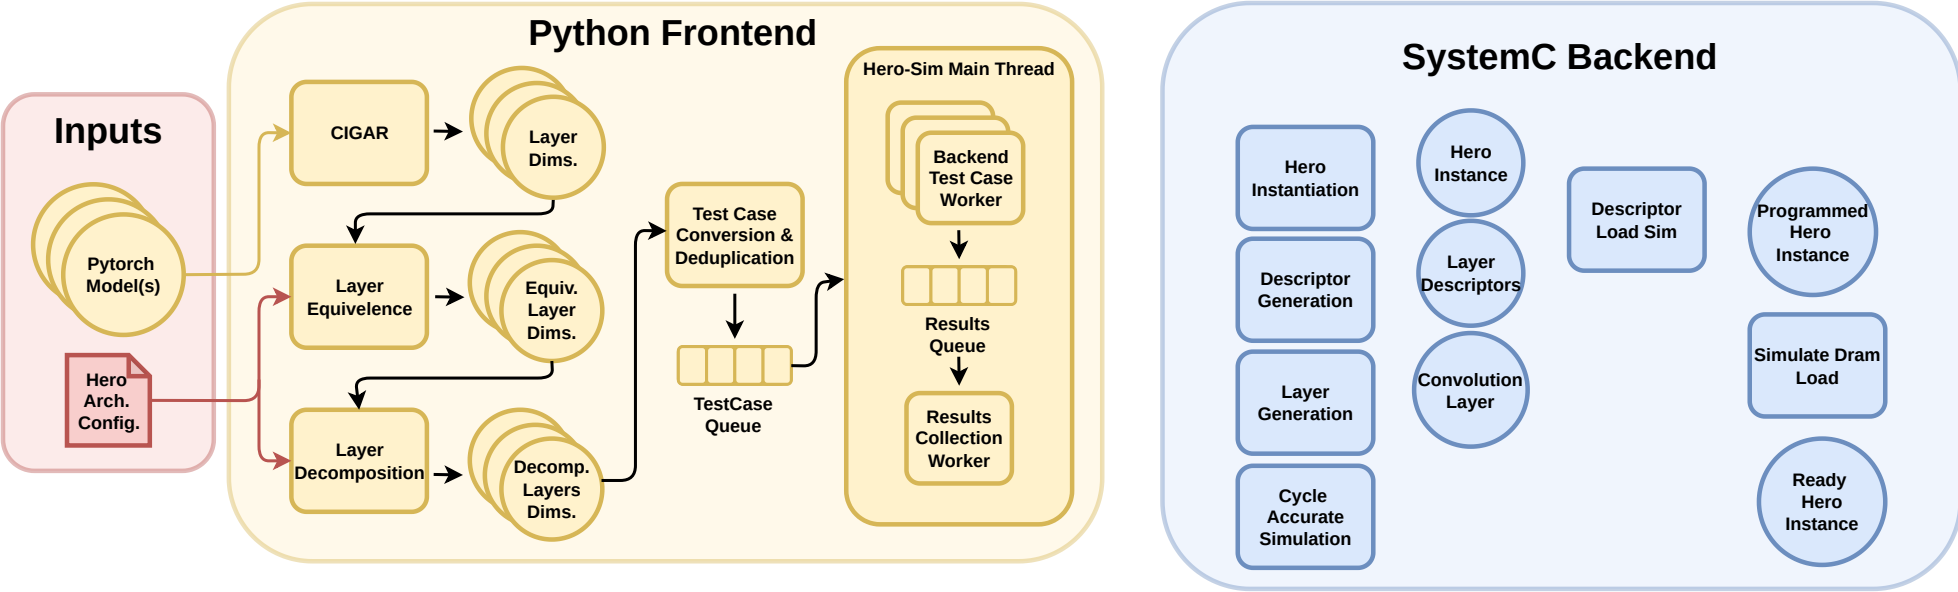 Inputs
Pytorch
Model(s)
Hero
Arch.
Config.
Python Frontend
CIGAR
Layer
Dims.
Layer
Equivelence
Equiv.
Layer
Dims.
Layer
Decomposition
Decomp.
Layers
Dims.
Test Case
Conversion &
Deduplication
TestCase
Queue
Hero-Sim Main Thread
Backend
Test Case
Worker
Results
Queue
Results
Collection
Worker
SystemC Backend
Hero
Instantiation
Descriptor
Generation
Layer
Generation
Cycle
Accurate
Simulation
Hero
Instance
Layer
Descriptors
Convolution
Layer
Descriptor
Load Sim
Programmed
Hero
Instance
Simulate Dram
Load
Ready
Hero
Instance